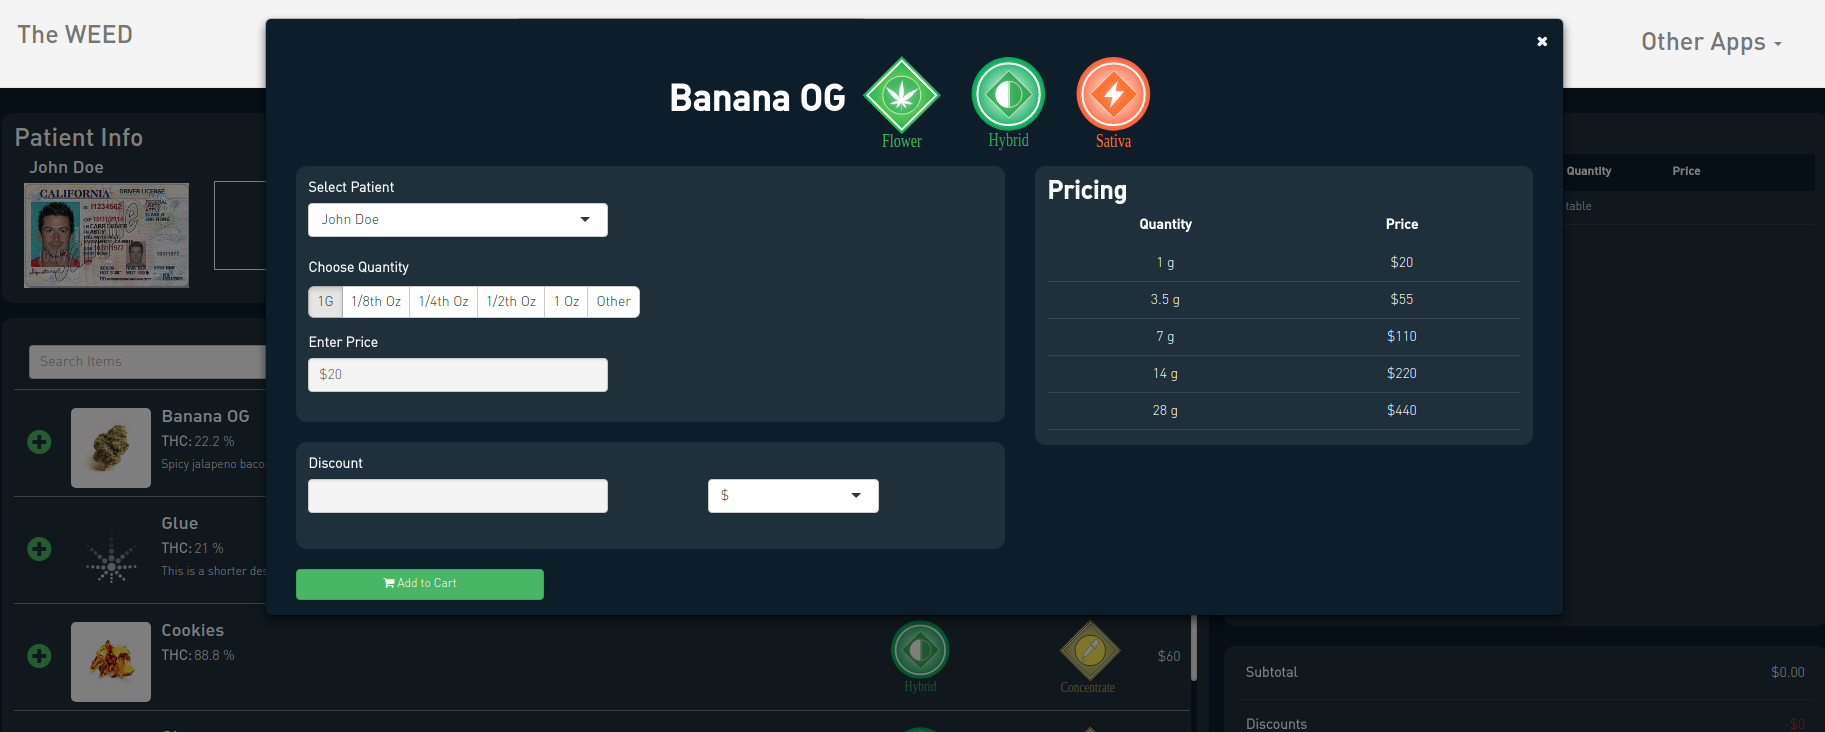 The WEED
Other Apps
Banana OG
Flower
Hybrid
Sativa
Patient Info
John Doe
CALIFORNIA DRIVER LICENSE
Select Patient
John Doe
Choose Quantity
1G 1/8th Oz 1/4th Oz 1/2th Oz 1 Oz Other
Enter Price
$20
Discount
$
Add to Cart
Pricing
Quantity Price
1 g $20
3.5 g $55
7 g $110
14 g $220
28 g $440
Quantity Price
table
Search Items
Banana OG
THC: 22.2 %
Spicy jalapeno baco
Glue
THC: 21 %
This is a shorter des
Cookies
THC: 88.8 %
Hybrid
Concentrate
$60
Subtotal $0.00
Discounts -$0